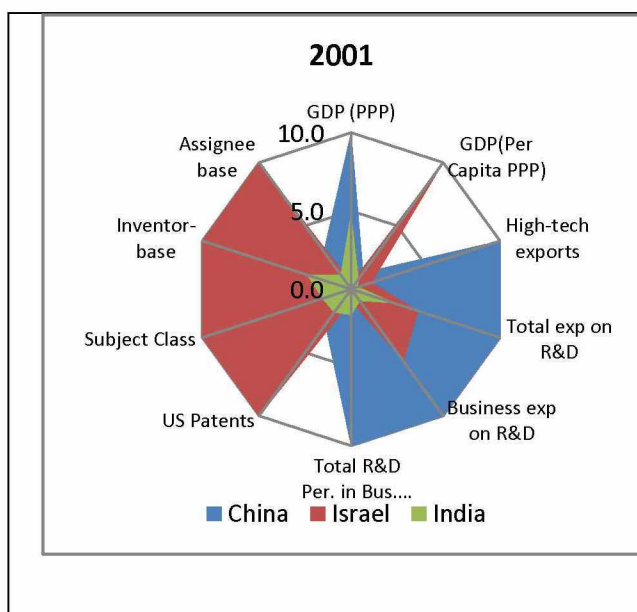 2001
GDP (PPP)
10.0
Assignee
base
GDP(Per
Capita PPP)
5.0
Inventor-
base
High-tech
exports
0.0
Subject Class
Total exp on
R&D
US Patents
Business exp
on R&D
Total R&D
Per. in Bus....
China Israel India